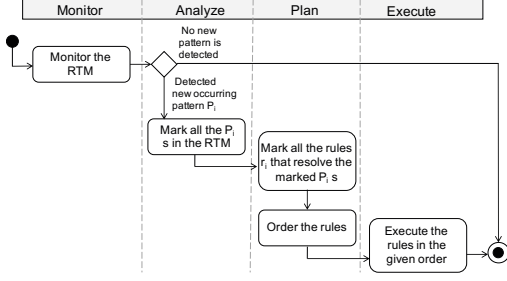 Monitor
Analyze
Plan
Execute
No new
pattern is
detected
Monitor the
RTM
Detected
new occurring
pattern Pi
Mark all the Pi
s in the RTM
Mark all the rules
ri that resolve the
marked Pi s
Order the rules
Execute the
rules in the
given order